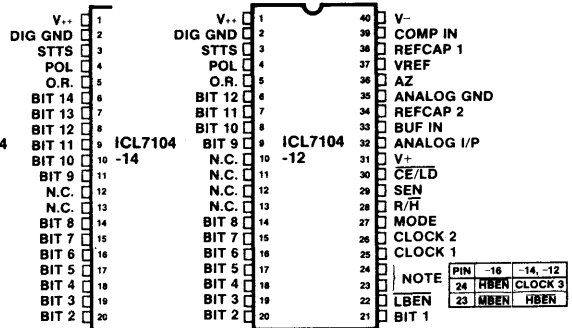 V++ 1
DIG GND 2
STTS 3
POL 4
O.R. 5
BIT 14 6
BIT 13 7
BIT 12 8
4 BIT 11 9
BIT 10 10
BIT 9 11
N.C. 12
N.C. 13
BIT 8 14
BIT 7 15
BIT 6 16
BIT 5 17
BIT 4 18
BIT 3 19
BIT 2 20
ICL7104
-14
V++ 1
DIG GND 2
STTS 3
POL 4
O.R. 5
BIT 12 6
BIT 11 7
BIT 10 8
BIT 9 9
N.C. 10
N.C. 11
N.C. 12
N.C. 13
BIT 8 14
BIT 7 15
BIT 6 16
BIT 5 17
BIT 4 18
BIT 3 19
BIT 2 20
ICL7104
-12
40 V-
39 COMP IN
38 REFCAP 1
37 VREF
36 AZ
35 ANALOG GND
34 REFCAP 2
33 BUF IN
32 ANALOG I/P
31 V+
30 CE/LD
29 SEN
28 R/H
27 MODE
26 CLOCK 2
25 CLOCK 1
24
23
NOTE
22 LBEN
21 BIT 1
PIN -16 -14, -12
24 HBEN CLOCK 3
23 MBEN HBEN